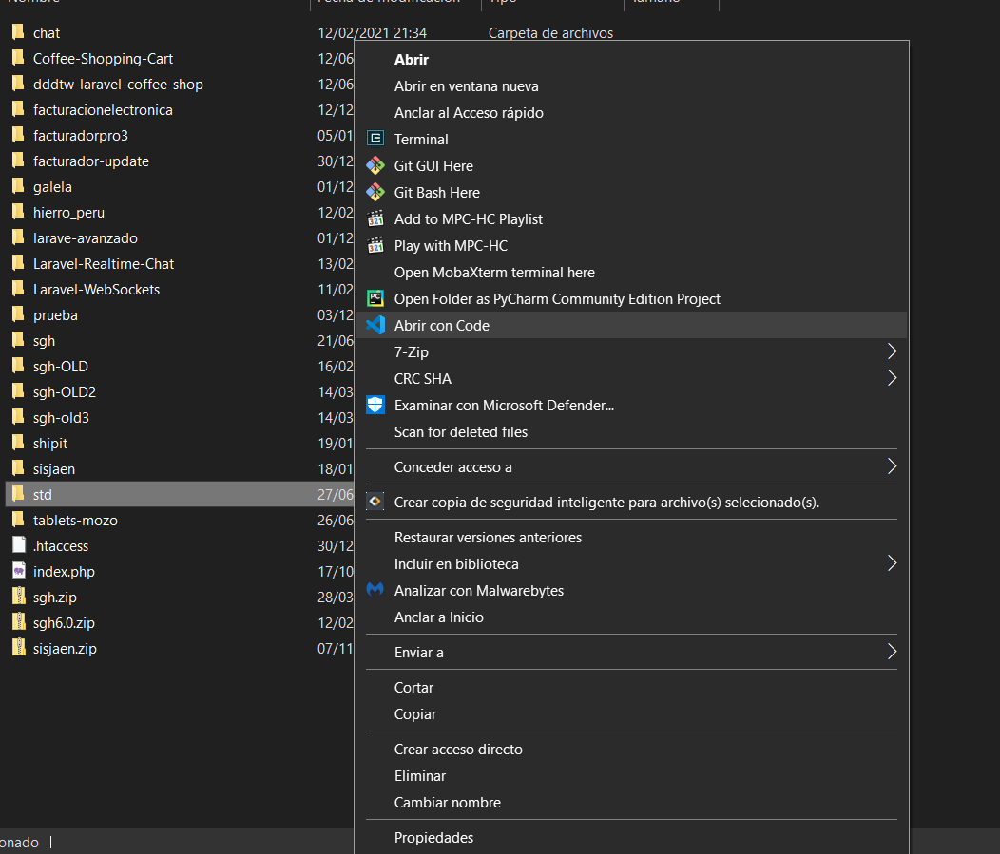 Nombre Fecha de modificación Tipo Tamaño
chat 12/02/2021 21:34 Carpeta de archivos
Coffee-Shopping-Cart 12/06
dddtw-laravel-coffee-shop 12/06
facturacionelectronica 12/12
facturadorpro3 05/01
facturador-update 30/12
galela 01/12
hierro_peru 12/02
larave-avanzado 01/12
Laravel-Realtime-Chat 13/02
Laravel-WebSockets 11/02
prueba 03/12
sgh 21/06
sgh-OLD 16/02
sgh-OLD2 14/03
sgh-old3 14/03
shipit 19/01
sisjaen 18/01
std 27/06
tablets-mozo 26/06
.htaccess 30/12
index.php 17/10
sgh.zip 28/03
sgh6.0.zip 12/02
sisjaen.zip 07/11
onado
Abrir
Abrir en ventana nueva
Anclar al Acceso rápido
Terminal
Git GUI Here
Git Bash Here
Add to MPC-HC Playlist
Play with MPC-HC
Open MobaXterm terminal here
Open Folder as PyCharm Community Edition Project
Abrir con Code
7-Zip
CRC SHA
Examinar con Microsoft Defender...
Scan for deleted files
Conceder acceso a
Crear copia de seguridad inteligente para archivo(s) selecionado(s).
Restaurar versiones anteriores
Incluir en biblioteca
Analizar con Malwarebytes
Anclar a Inicio
Enviar a
Cortar
Copiar
Crear acceso directo
Eliminar
Cambiar nombre
Propiedades